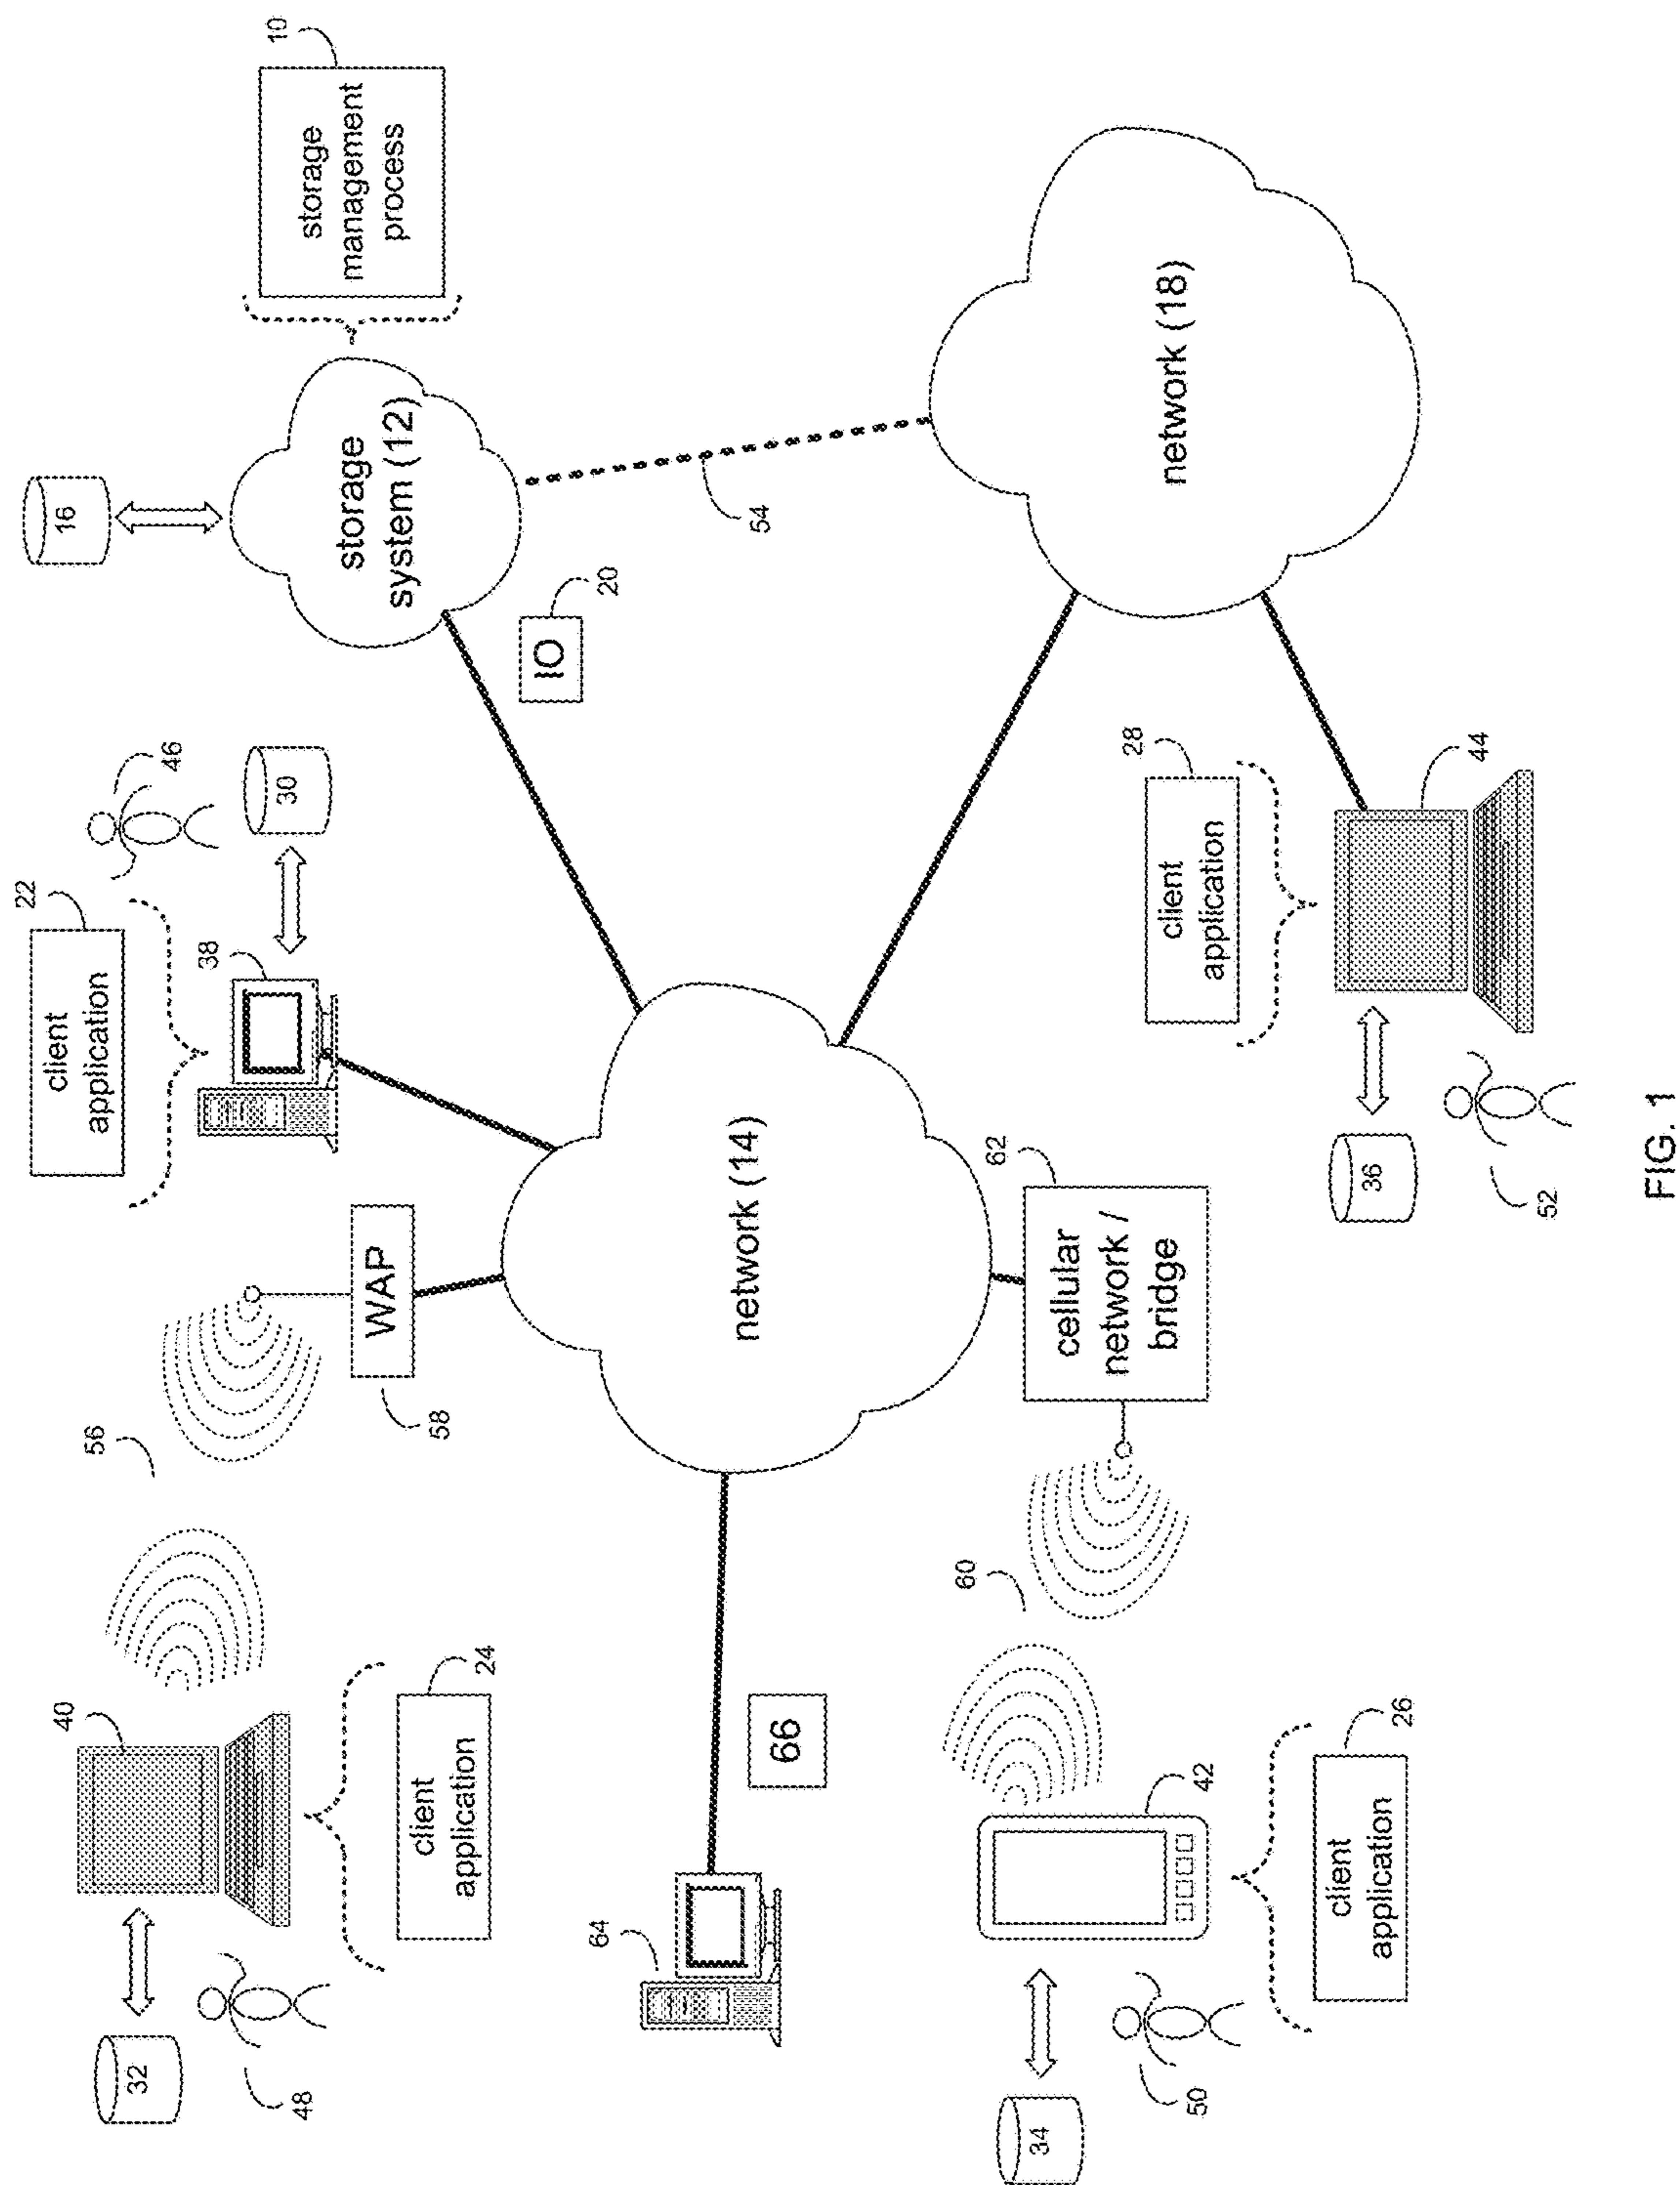 22
client
application
16
40
56
32
46
38
48
WAP
58
30
10
storage
management
process
storage
system (12)
client
application
24
IO
20
64
66
network (14)
54
60
62
cellular
network /
bridge
34
50
42
28
client
application
network (18)
client
application
26
36
44
52
FIG. 1